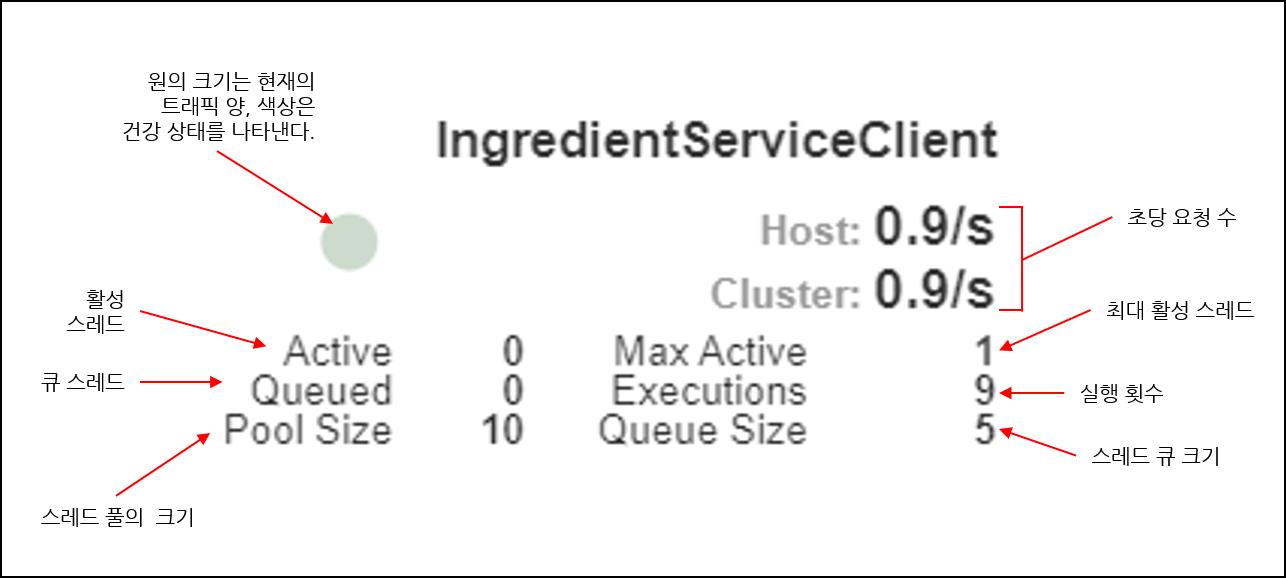 원의 크기는 현재의
트래픽 양, 색상은
건강 상태를 나타낸다.
IngredientServiceClient
Host: 0.9/s
Cluster: 0.9/s
초당 요청 수
활성
스레드
최대 활성 스레드
Active 0 Max Active 1
큐 스레드
Queued 0 Executions 9
실행 횟수
Pool Size 10 Queue Size 5
스레드 큐 크기
스레드 풀의 크기